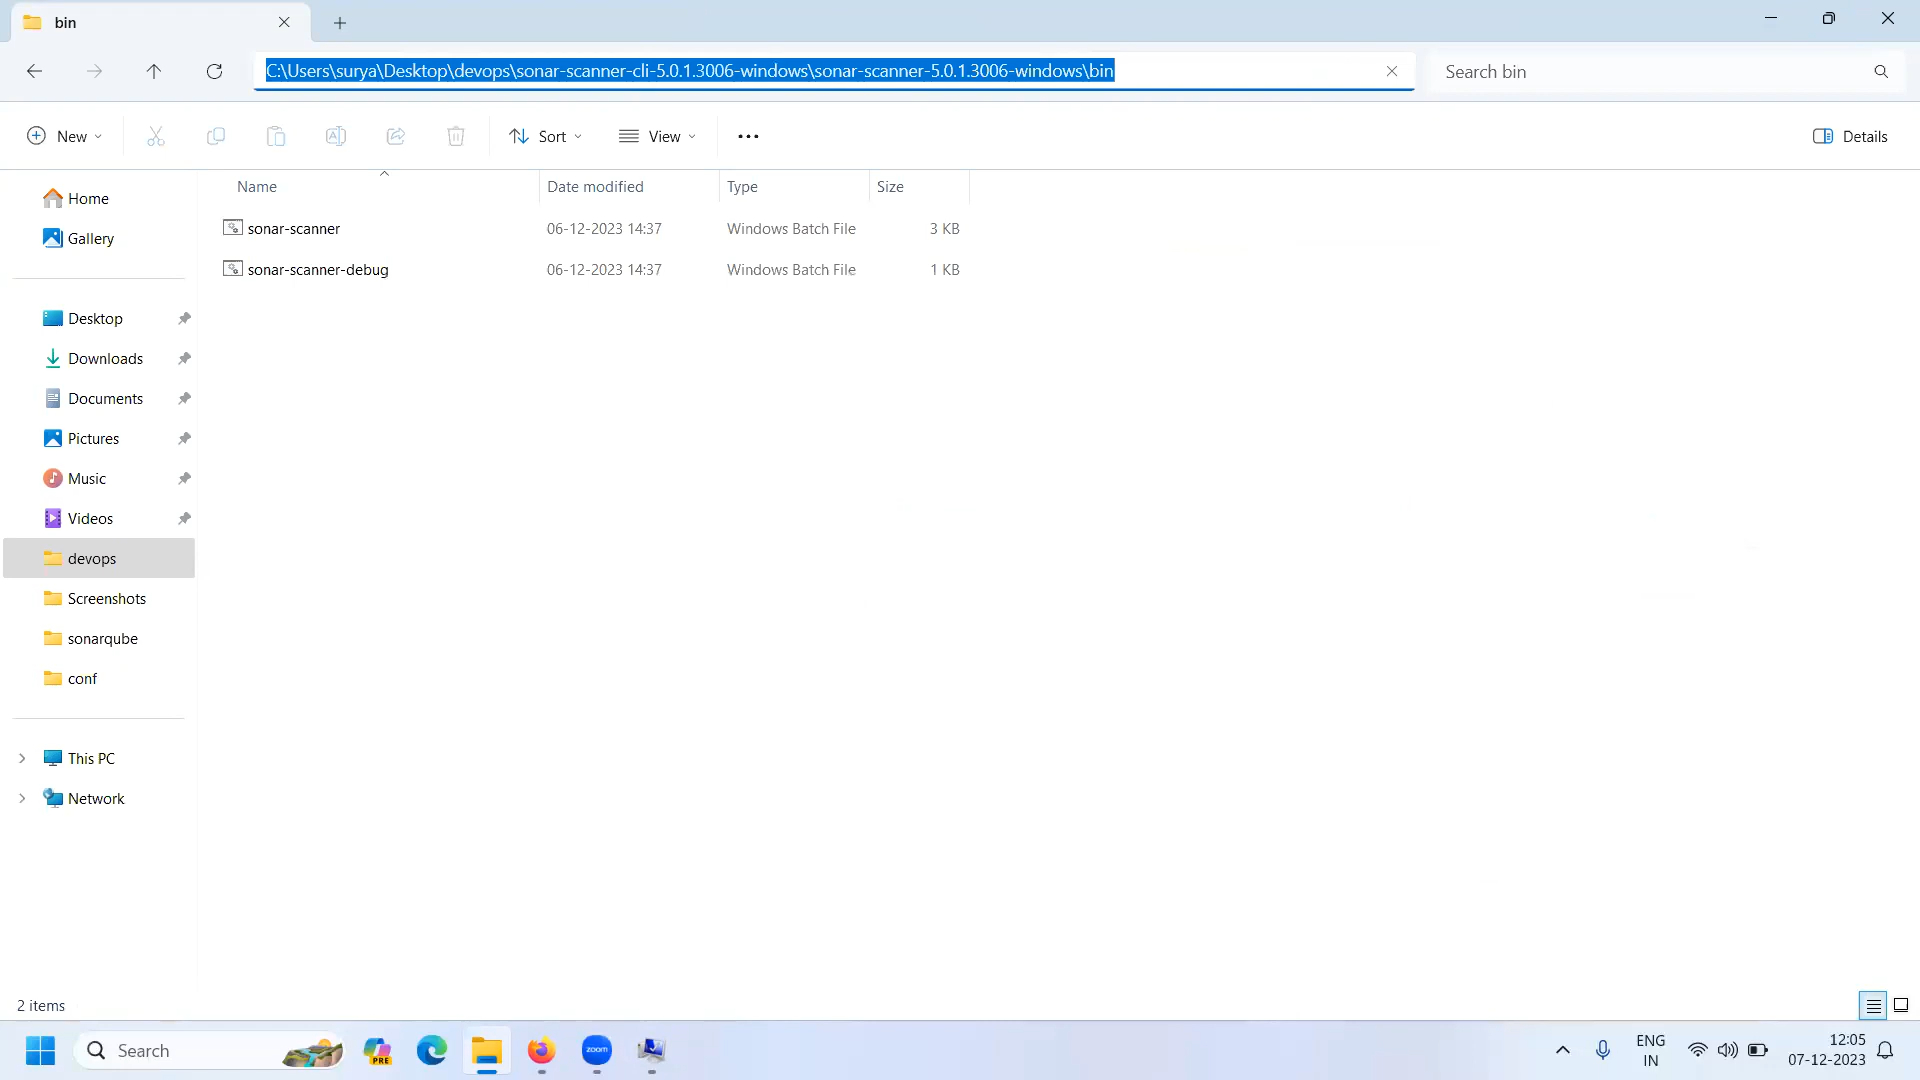 bin
C:\Users\surya\Desktop\devops\sonar-scanner-cli-5.0.1.3006-windows\sonar-scanner-5.0.1.3006-windows\bin
Search bin
New
Sort
View
Details
Name Date modified Type Size
sonar-scanner 06-12-2023 14:37 Windows Batch File 3 KB
sonar-scanner-debug 06-12-2023 14:37 Windows Batch File 1 KB
Home
Gallery
Desktop
Downloads
Documents
Pictures
Music
Videos
devops
Screenshots
sonarqube
conf
This PC
Network
2 items
Search
PRE
zoom
ENG
IN
12:05
07-12-2023